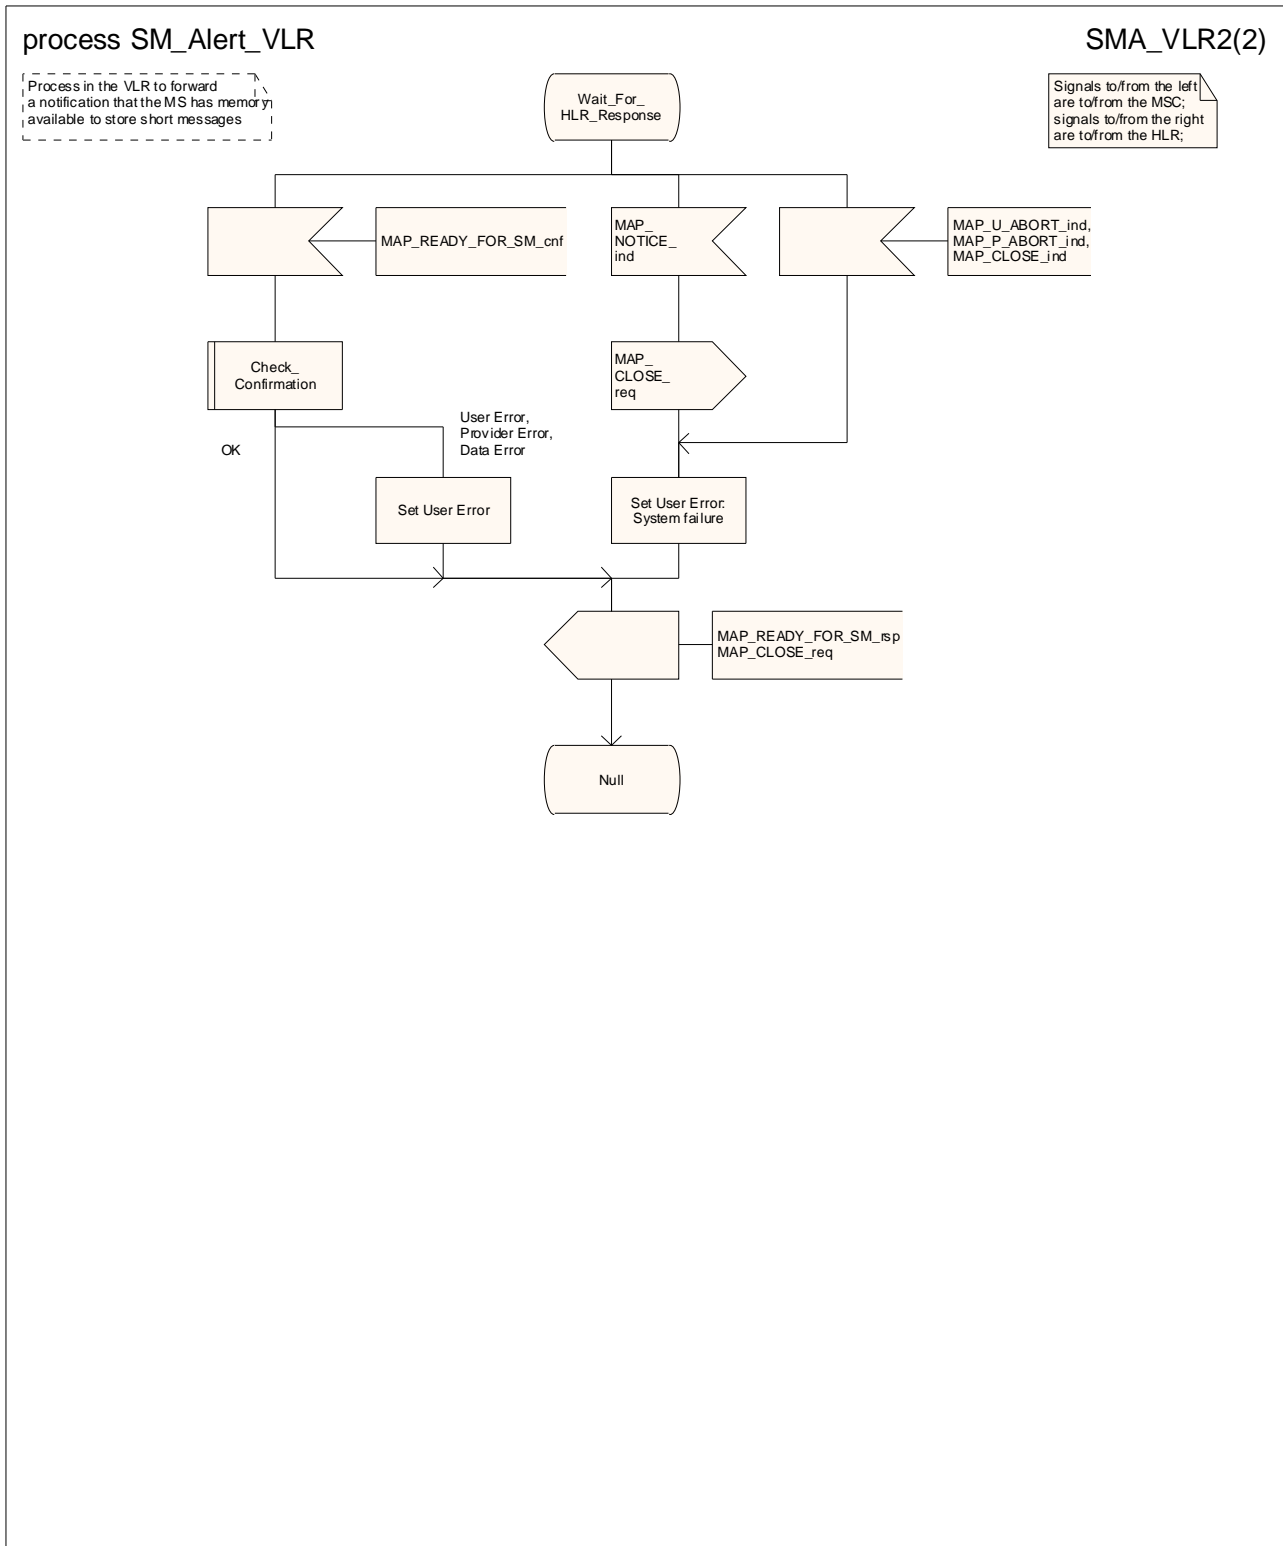 process SM_Alert_VLR
SMA_VLR2(2)
Process in the VLR to forward
a notification that the MS has memory
available to store short messages
Wait_For_
HLR_Response
Signals to/from the left
are to/from the MSC;
signals to/from the right
are to/from the HLR;
MAP_READY_FOR_SM_cnf
MAP_
NOTICE_
ind
MAP_U_ABORT_ind,
MAP_P_ABORT_ind,
MAP_CLOSE_ind
Check_
Confirmation
MAP_
CLOSE_
req
OK
User Error,
Provider Error,
Data Error
Set User Error
Set User Error:
System failure
MAP_READY_FOR_SM_rsp
MAP_CLOSE_req
Null